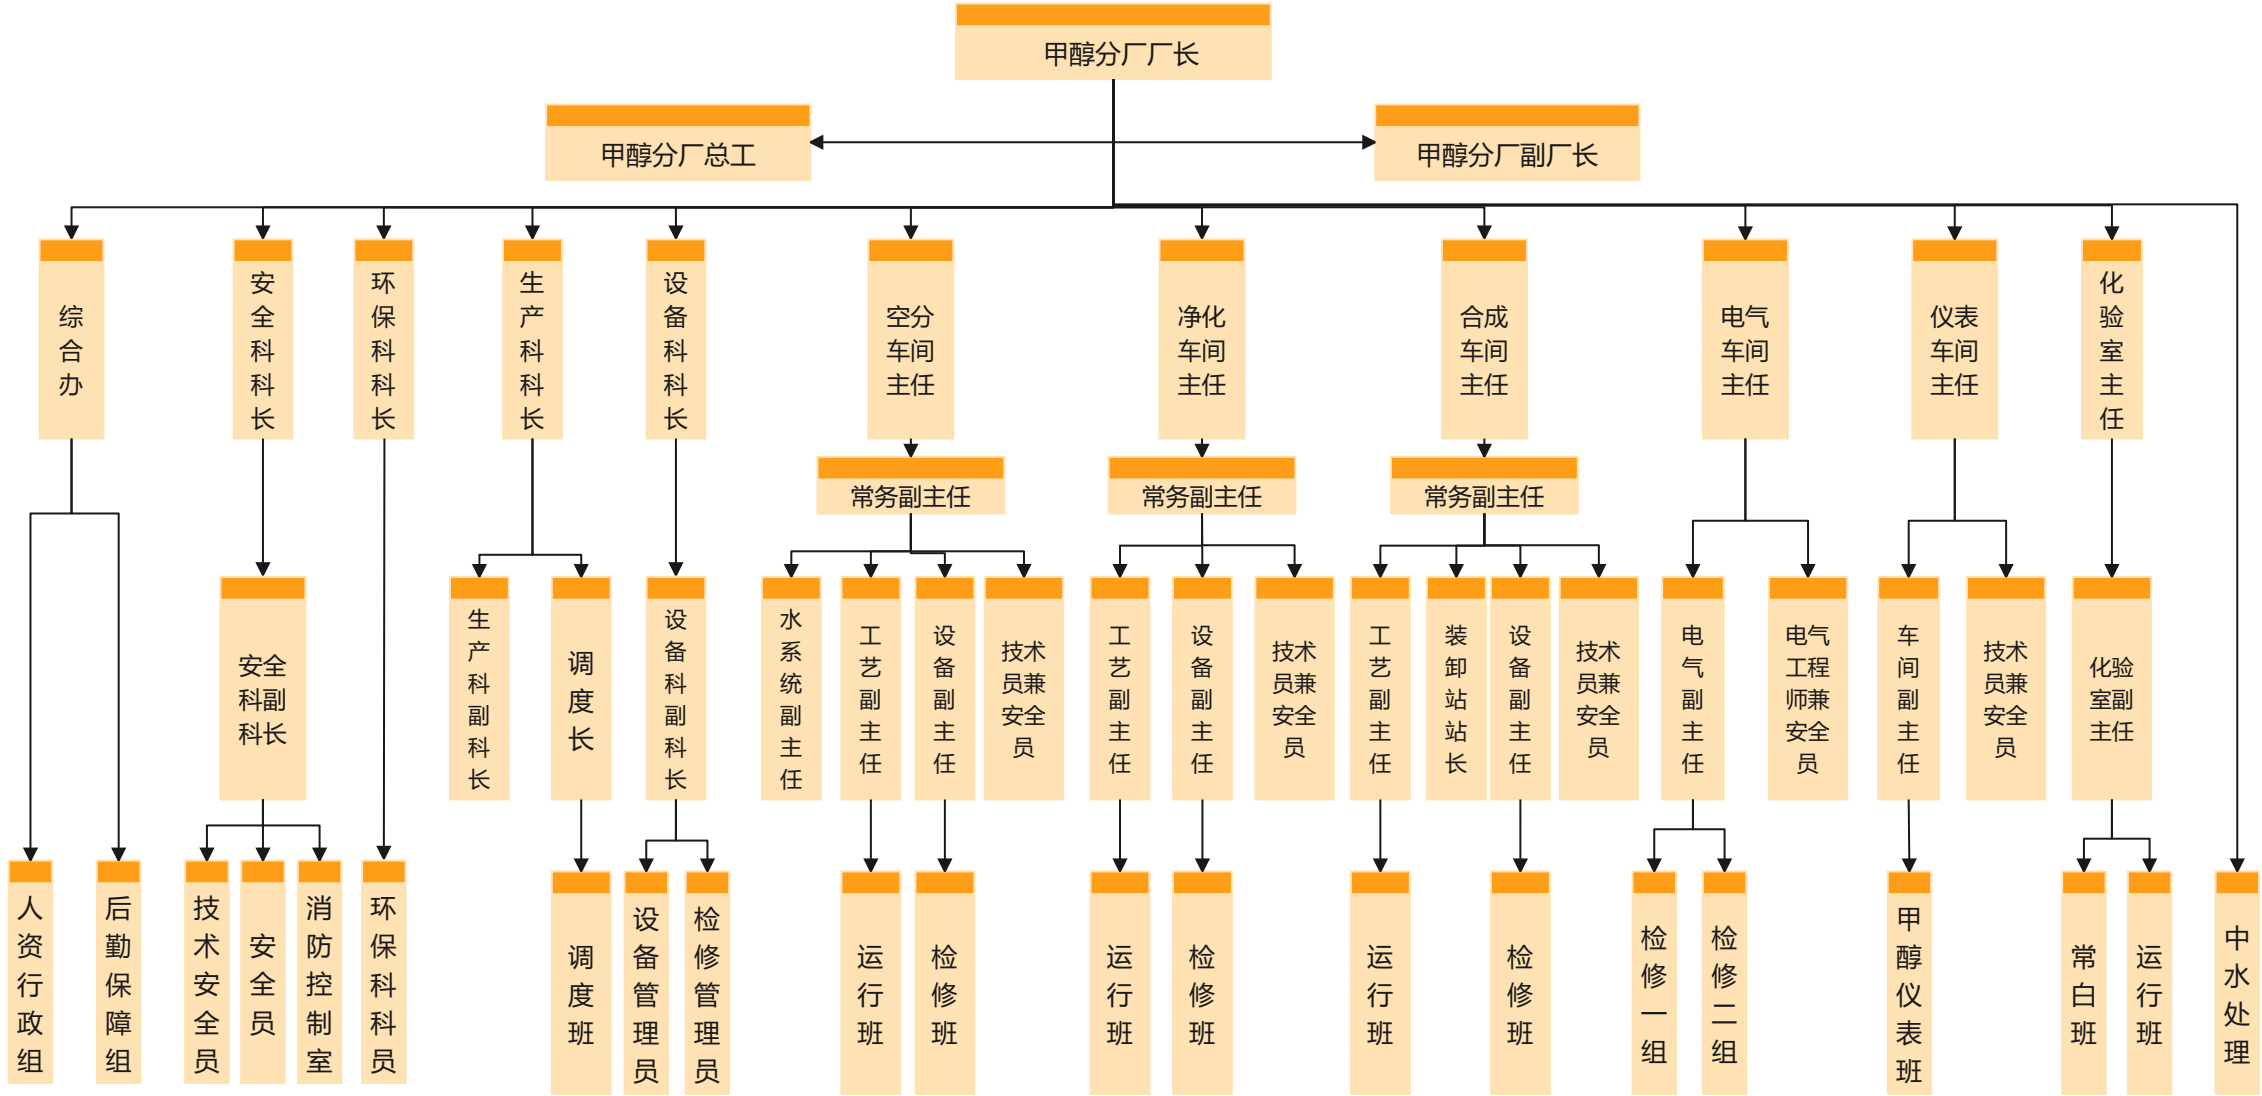 甲醇分厂厂长
甲醇分厂总工
甲醇分厂副厂长
综合办
安全科科长
环保科科长
生产科科长
设备科科长
空分
车间
主任
净化
车间
主任
合成
车间
主任
电气
车间
主任
仪表
车间
主任
化验室主任
常务副主任
常务副主任
常务副主任
安全
科副
科长
生产科副科长
调度长
设备科副科长
水系统副主任
工艺副主任
设备副主任
技术
员兼
安全
员
工艺副主任
设备副主任
技术
员兼
安全
员
工艺副主任
装卸站站长
设备副主任
技术
员兼
安全
员
电气副主任
电气
工程
师兼
安全
员
车间副主任
技术
员兼
安全
员
化验
室副
主任
人资行政组
后勤保障组
技术安全员
安全员
消防控制室
环保科科员
调度班
设备管理员
检修管理员
运行班
检修班
运行班
检修班
运行班
检修班
检修一组
检修二组
甲醇仪表班
常白班
运行班
中水处理